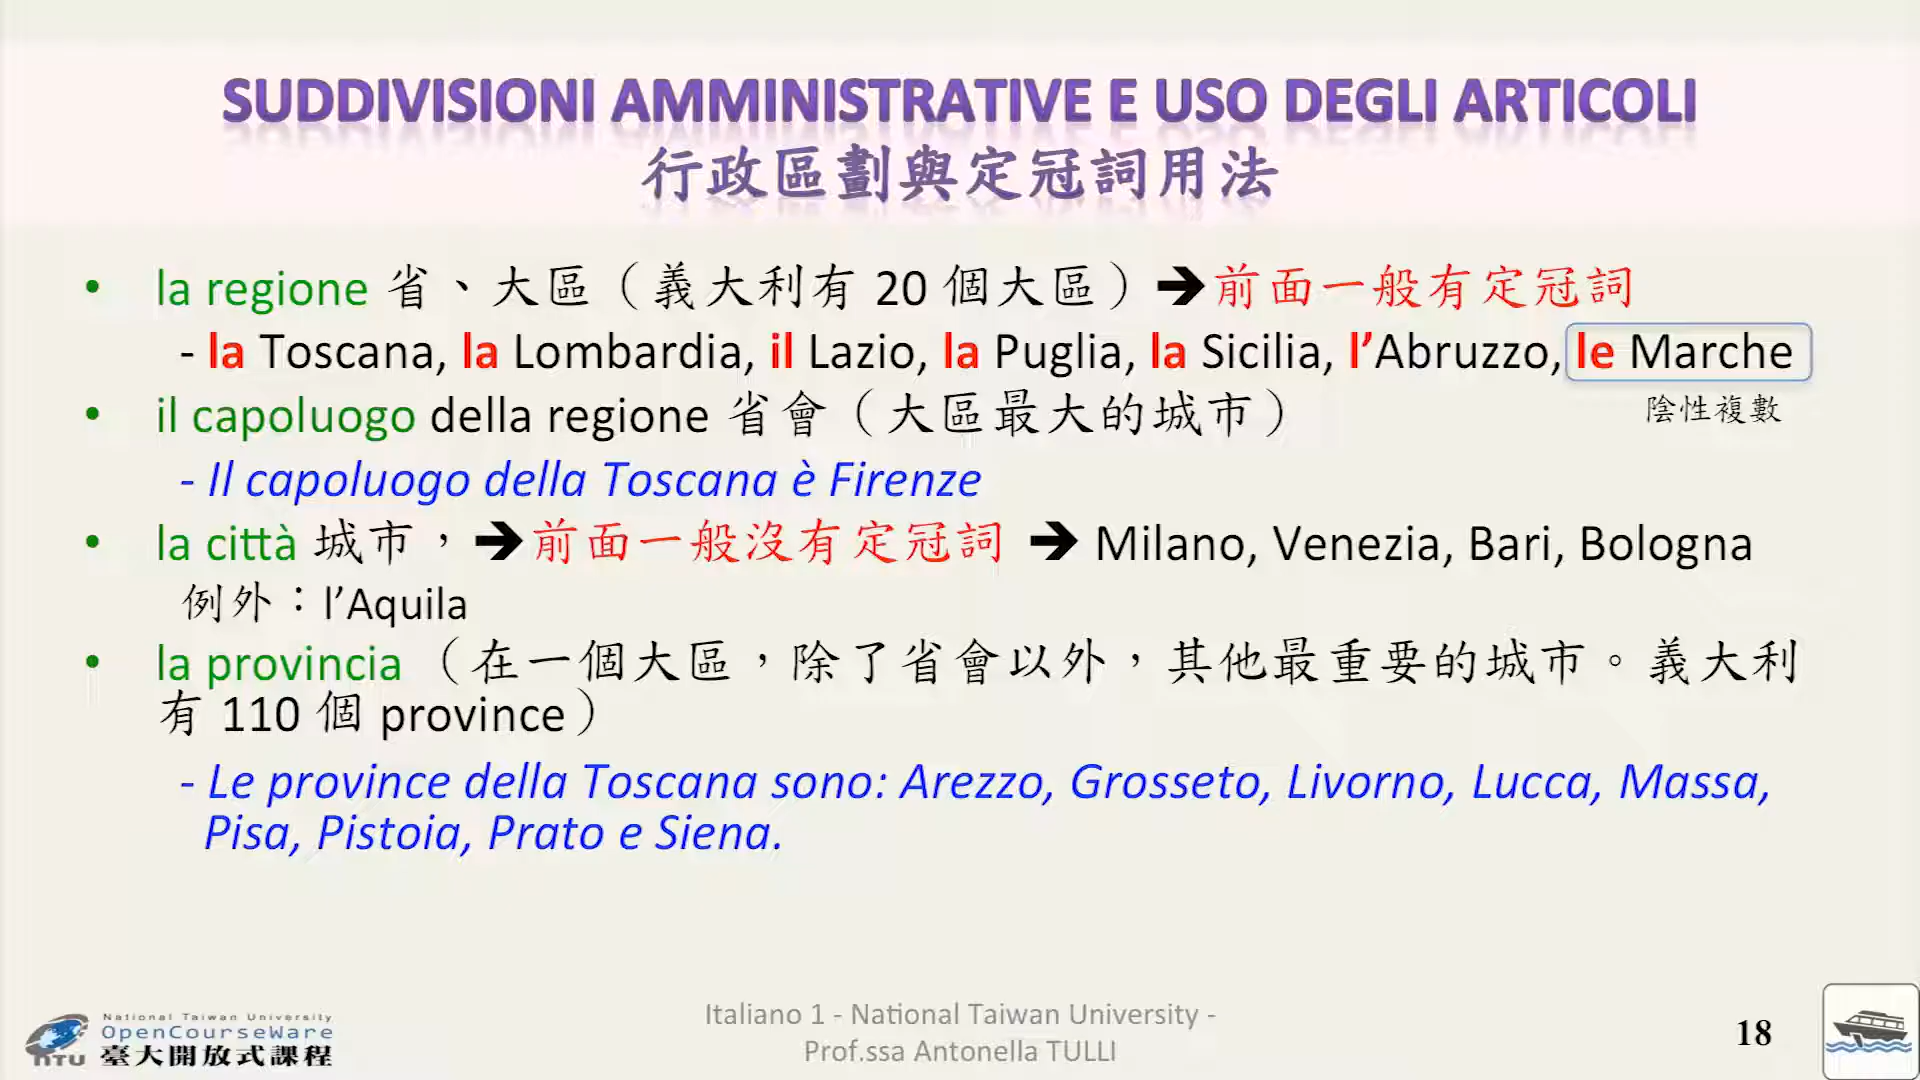 SUDDIVISIONI AMMINISTRATIVE E USO DEGLI ARTICOLI
行政區劃與定冠詞用法
• la regione 省、大區（義大利有 20 個大區）➔前面一般有定冠詞
- la Toscana, la Lombardia, il Lazio, la Puglia, la Sicilia, l’Abruzzo, le Marche
陰性複數
• il capoluogo della regione 省會（大區最大的城市）
- Il capoluogo della Toscana è Firenze
• la città 城市，➔前面一般沒有定冠詞 ➔ Milano, Venezia, Bari, Bologna
例外：l’Aquila
• la provincia （在一個大區，除了省會以外，其他最重要的城市。義大利
有 110 個 province）
- Le province della Toscana sono: Arezzo, Grosseto, Livorno, Lucca, Massa,
Pisa, Pistoia, Prato e Siena.
National Taiwan University
OpenCourseWare
NTU 臺大開放式課程
Italiano 1 - National Taiwan University -
Prof.ssa Antonella TULLI
18